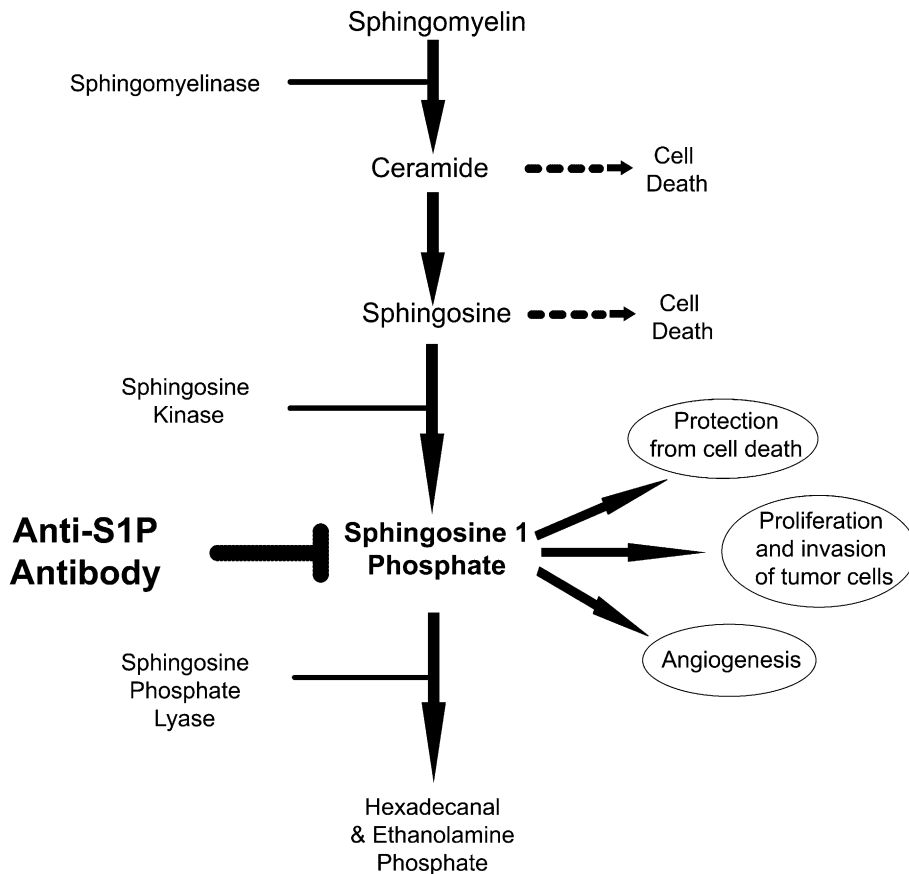 Sphingomyelin
Sphingomyelinase
Ceramide
Cell
Death
Sphingosine
Cell
Death
Sphingosine
Kinase
Protection
from cell death
Anti-S1P
Antibody
Sphingosine 1
Phosphate
Proliferation
and invasion
of tumor cells
Angiogenesis
Sphingosine
Phosphate
Lyase
Hexadecanal
& Ethanolamine
Phosphate